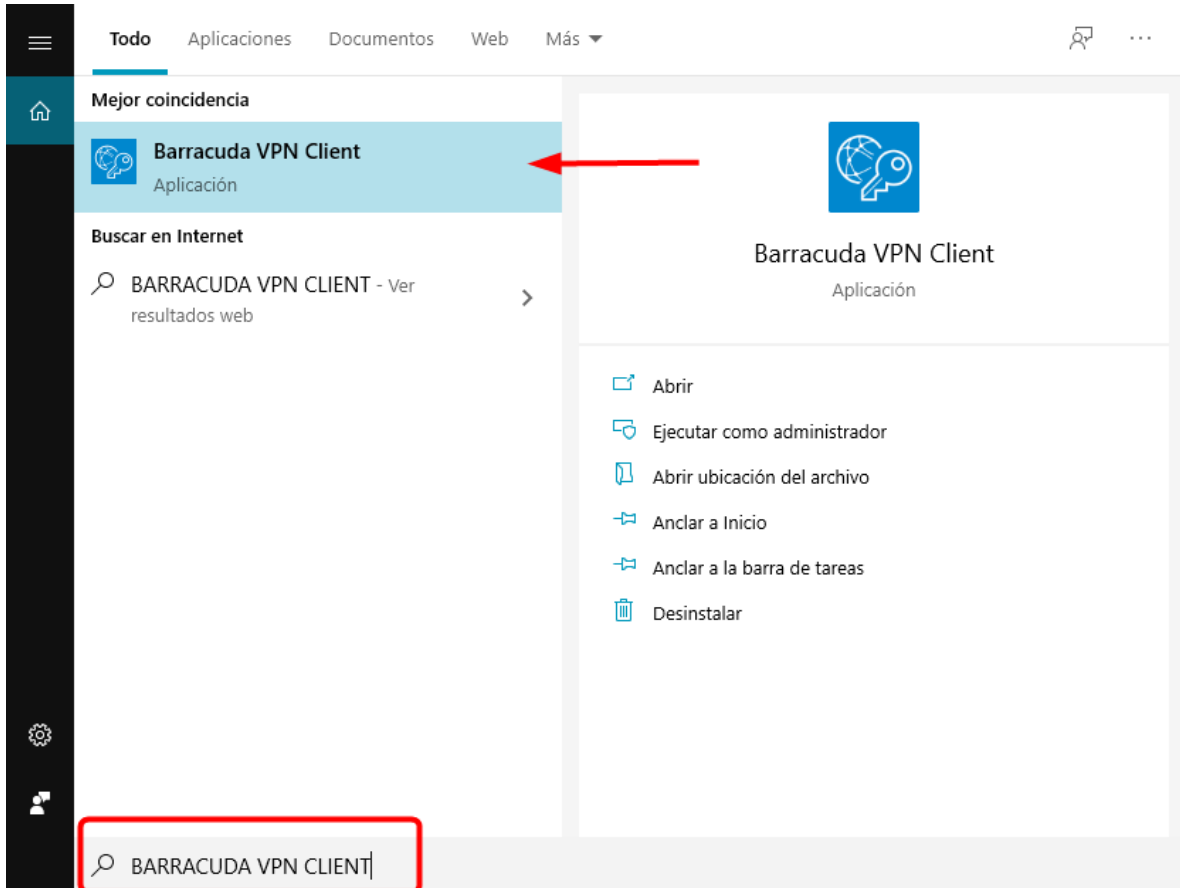 Todo Aplicaciones Documentos Web Más
Mejor coincidencia
Barracuda VPN Client
Aplicación
Buscar en Internet
BARRACUDA VPN CLIENT - Ver
resultados web
Barracuda VPN Client
Aplicación
Abrir
Ejecutar como administrador
Abrir ubicación del archivo
Anclar a Inicio
Anclar a la barra de tareas
Desinstalar
BARRACUDA VPN CLIENT